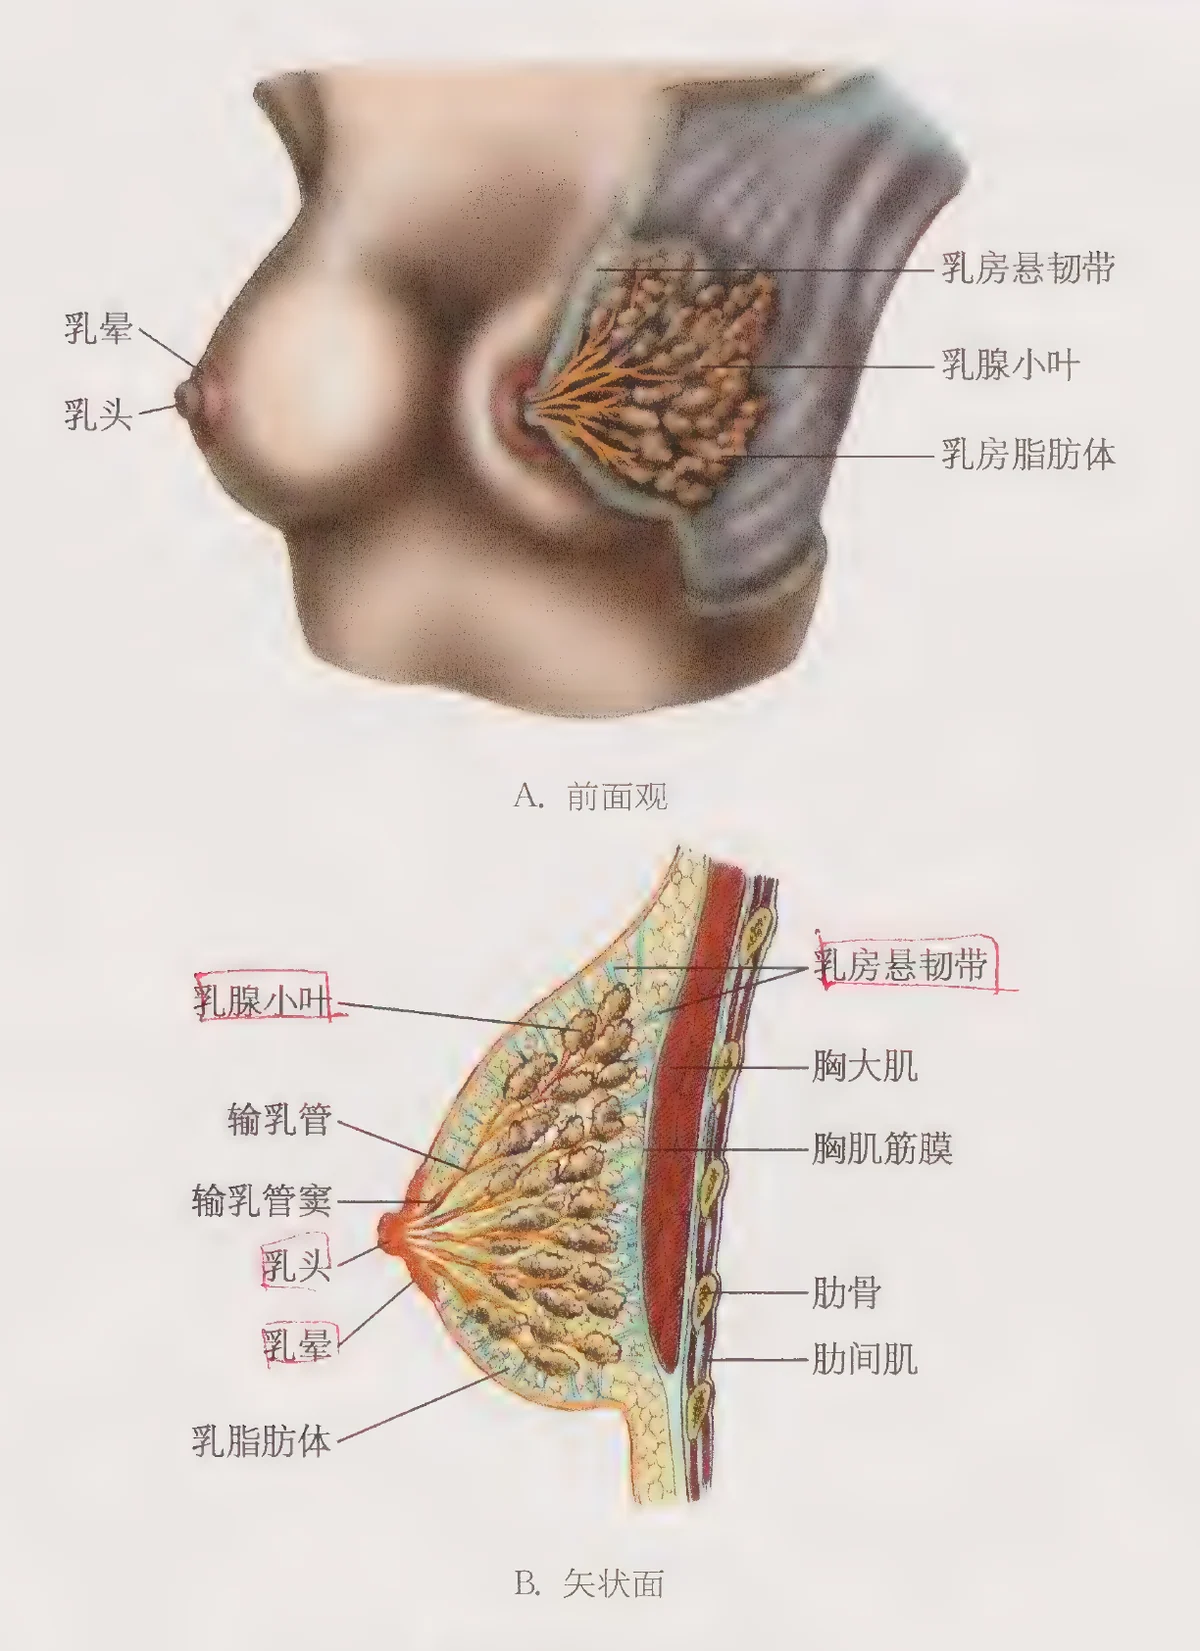 乳房悬韧带
乳晕
乳腺小叶
乳头
乳房脂肪体
A. 前面观
乳房悬韧带
乳腺小叶
胸大肌
输乳管
胸肌筋膜
输乳管窦
乳头
肋骨
乳晕
肋间肌
乳脂肪体
B. 矢状面